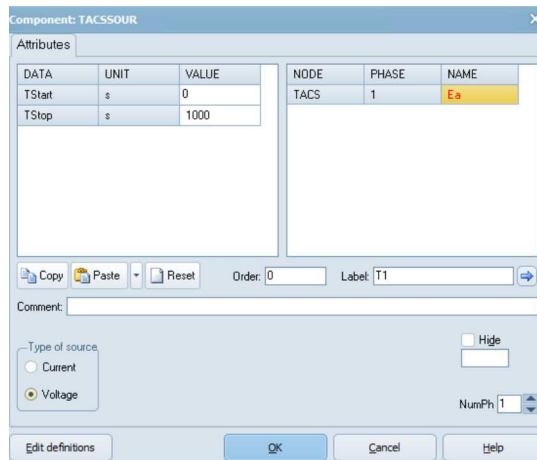 Component: TACSSOUR
Attributes
DATA UNIT VALUE NODE PHASE NAME
TStart s 0 TACS 1 Ea
TStop s 1000
Copy Paste Reset Order: 0 Label: T1
Comment:
Type of source
Hide
Current
Voltage
NumPh 1
Edit definitions OK Cancel Help